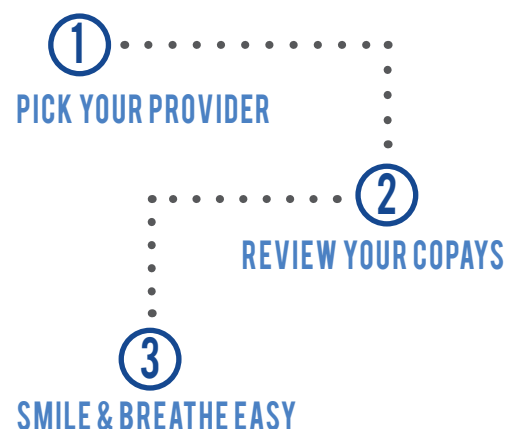 1
PICK YOUR PROVIDER
2
REVIEW YOUR COPAYS
3
SMILE & BREATHE EASY